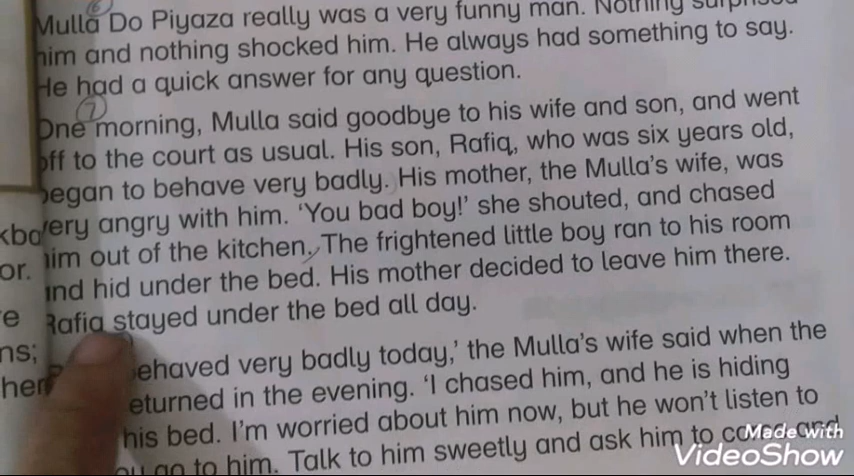 Mulla Do Piyaza really was a very funny man. Nothing surprised
him and nothing shocked him. He always had something to say.
He had a quick answer for any question.
6
7
One morning, Mulla said goodbye to his wife and son, and went
off to the court as usual. His son, Rafiq, who was six years old,
began to behave very badly. His mother, the Mulla's wife, was
very angry with him. 'You bad boy!' she shouted, and chased
him out of the kitchen. The frightened little boy ran to his room
and hid under the bed. His mother decided to leave him there.
Rafiq stayed under the bed all day.
behaved very badly today,' the Mulla's wife said when the
returned in the evening. 'I chased him, and he is hiding
his bed. I'm worried about him now, but he won't listen to
you go to him. Talk to him sweetly and ask him to come and
or.
Made with
VideoShow